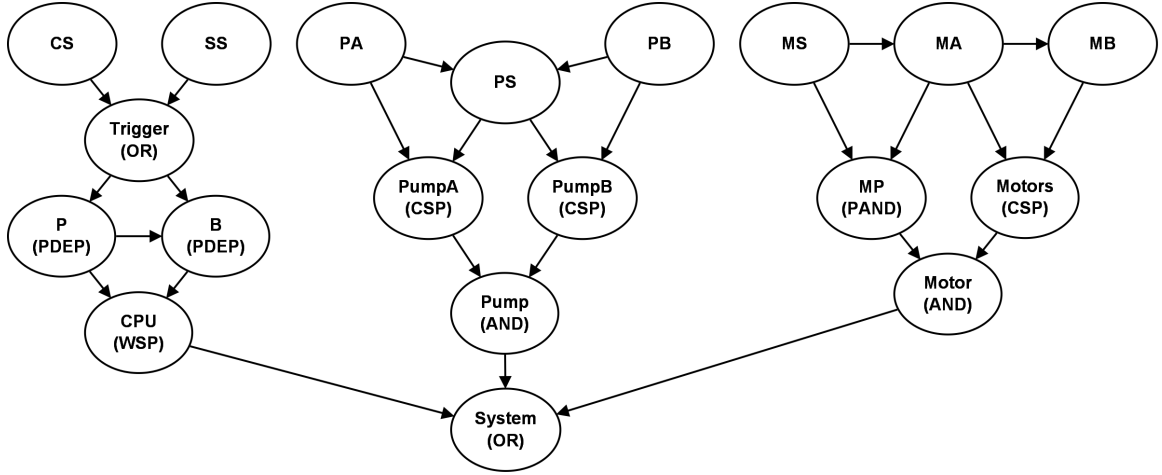 CS
SS
PA
PB
MS
MA
MB
PS
Trigger
(OR)
PumpA
(CSP)
PumpB
(CSP)
MP
(PAND)
Motors
(CSP)
P
(PDEP)
B
(PDEP)
Motor
(AND)
Pump
(AND)
CPU
(WSP)
System
(OR)